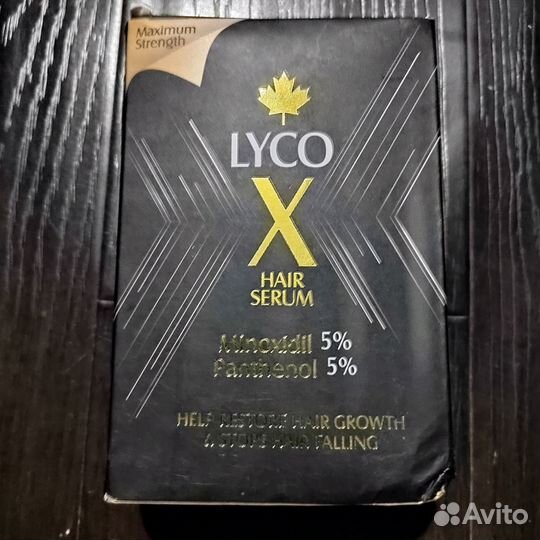 Maximum
Strength
LYCO
X
HAIR
SERUM
Minoxidil 5%
Panthenol 5%
HELP RESTORE HAIR GROWTH
& STOPS HAIR FALLING
Avito